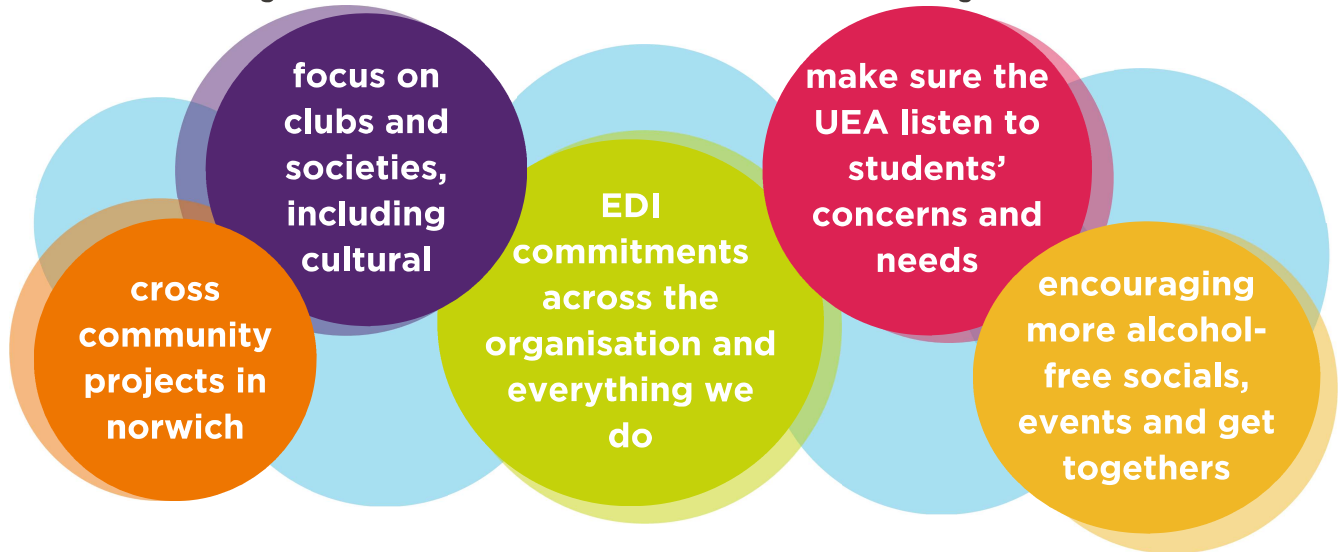 cross
community
projects in
norwich
focus on
clubs and
societies,
including
cultural
EDI
commitments
across the
organisation and
everything we
do
make sure the
UEA listen to
students’
concerns and
needs
encouraging
more alcohol-
free socials,
events and get
togethers